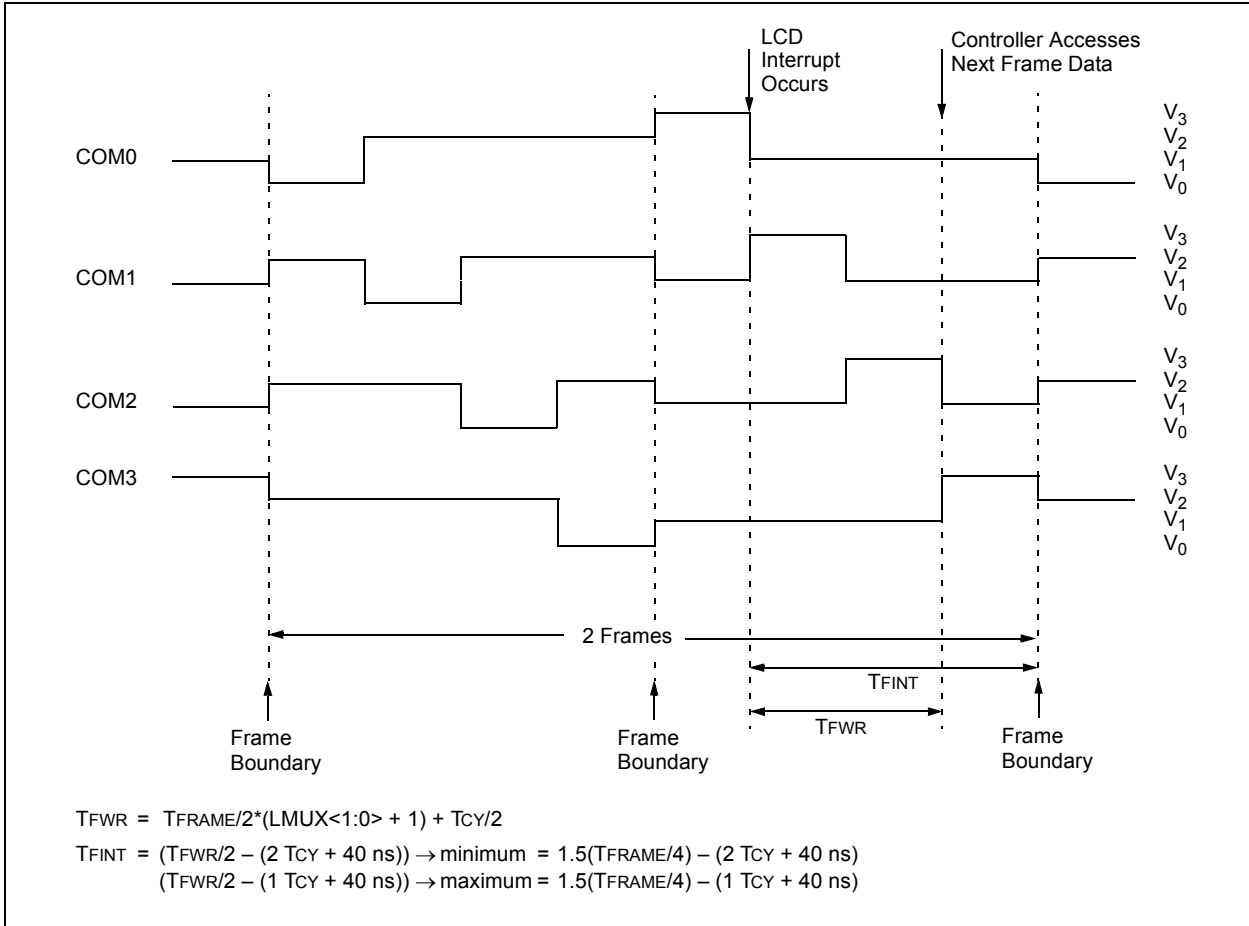 LCD
Interrupt
Occurs
Controller Accesses
Next Frame Data
COM0
V3
V2
V1
V0
COM1
V3
V2
V1
V0
COM2
V3
V2
V1
V0
COM3
V3
V2
V1
V0
2 Frames
TFINT
TFWR
Frame
Boundary
Frame
Boundary
Frame
Boundary
TFWR = TFRAME/2*(LMUX<1:0> + 1) + TCY/2
TFINT = (TFWR/2 – (2 TCY + 40 ns)) → minimum = 1.5(TFRAME/4) – (2 TCY + 40 ns)
(TFWR/2 – (1 TCY + 40 ns)) → maximum = 1.5(TFRAME/4) – (1 TCY + 40 ns)